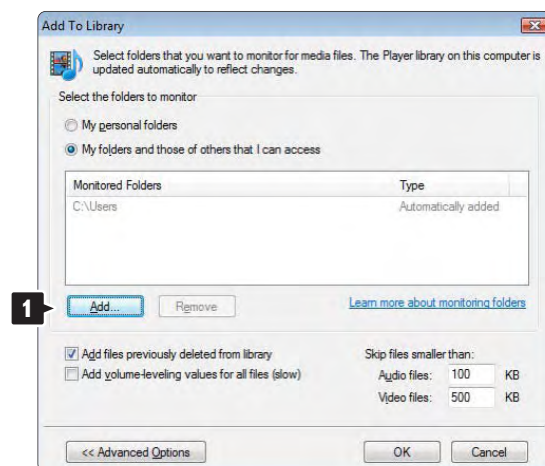 Add To Library
Select folders that you want to monitor for media files. The Player library on this computer is
updated automatically to reflect changes.
Select the folders to monitor
My personal folders
My folders and those of others that I can access
Monitored Folders Type
C:\Users Automatically added
1
Add... Remove Learn more about monitoring folders
Add files previously deleted from library Skip files smaller than:
Add volume-leveling values for all files (slow) Audio files: 100 KB
Video files: 500 KB
<< Advanced Options OK Cancel